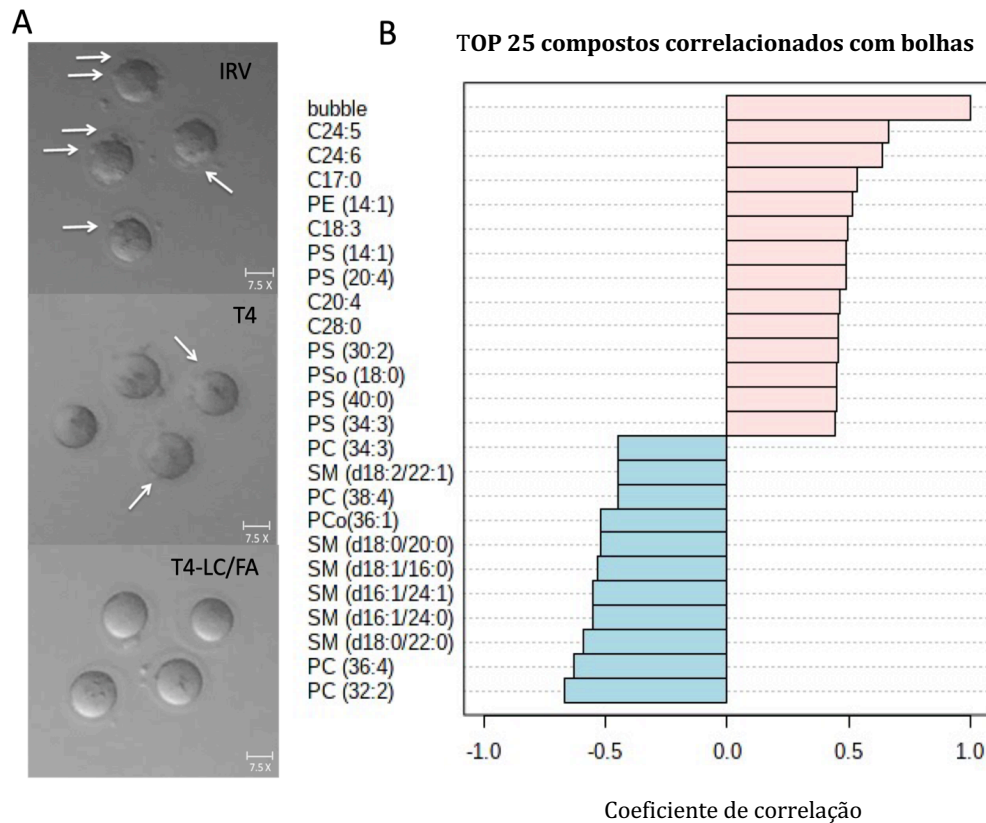 A
IRV
7.5 X
T4
7.5 X
T4-LC/FA
7.5 X
B
TOP 25 compostos correlacionados com bolhas
bubble
C24:5
C24:6
C17:0
PE (14:1)
C18:3
PS (14:1)
PS (20:4)
C20:4
C28:0
PS (30:2)
PSo (18:0)
PS (40:0)
PS (34:3)
PC (34:3)
SM (d18:2/22:1)
PC (38:4)
PCo(36:1)
SM (d18:0/20:0)
SM (d18:1/16:0)
SM (d16:1/24:1)
SM (d16:1/24:0)
SM (d18:0/22:0)
PC (36:4)
PC (32:2)
-1.0 -0.5 0.0 0.5 1.0
Coeficiente de correlação